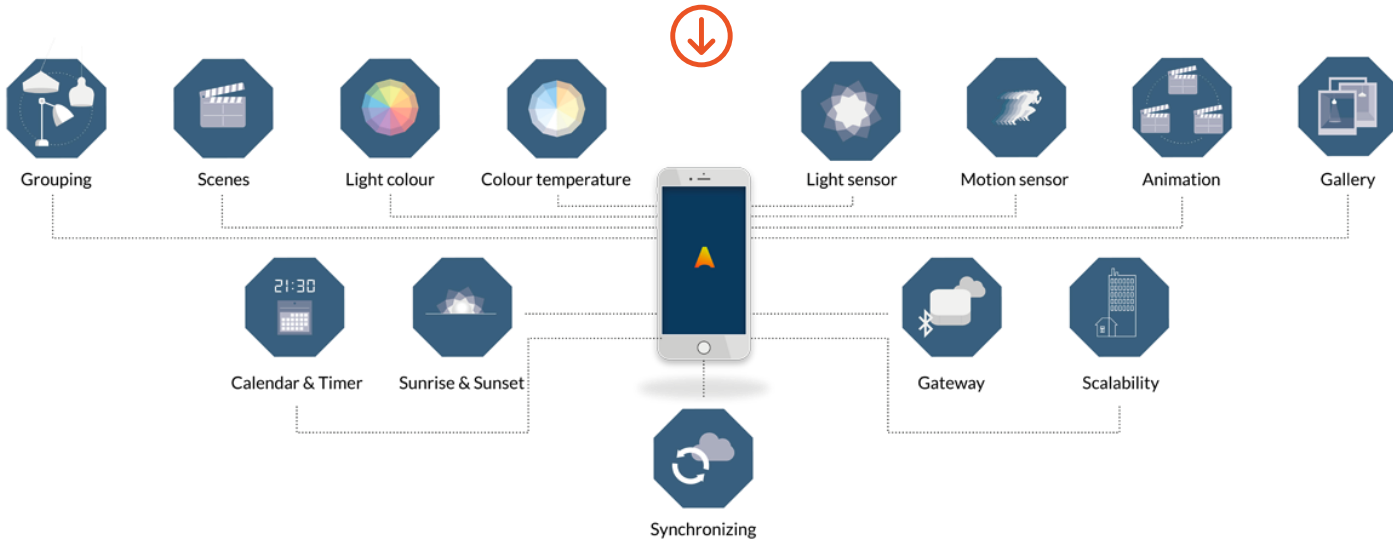 Grouping
Scenes
Light colour
Colour temperature
Light sensor
Motion sensor
Animation
Gallery
21:30
Calendar & Timer
Sunrise & Sunset
Gateway
Scalability
Synchronizing